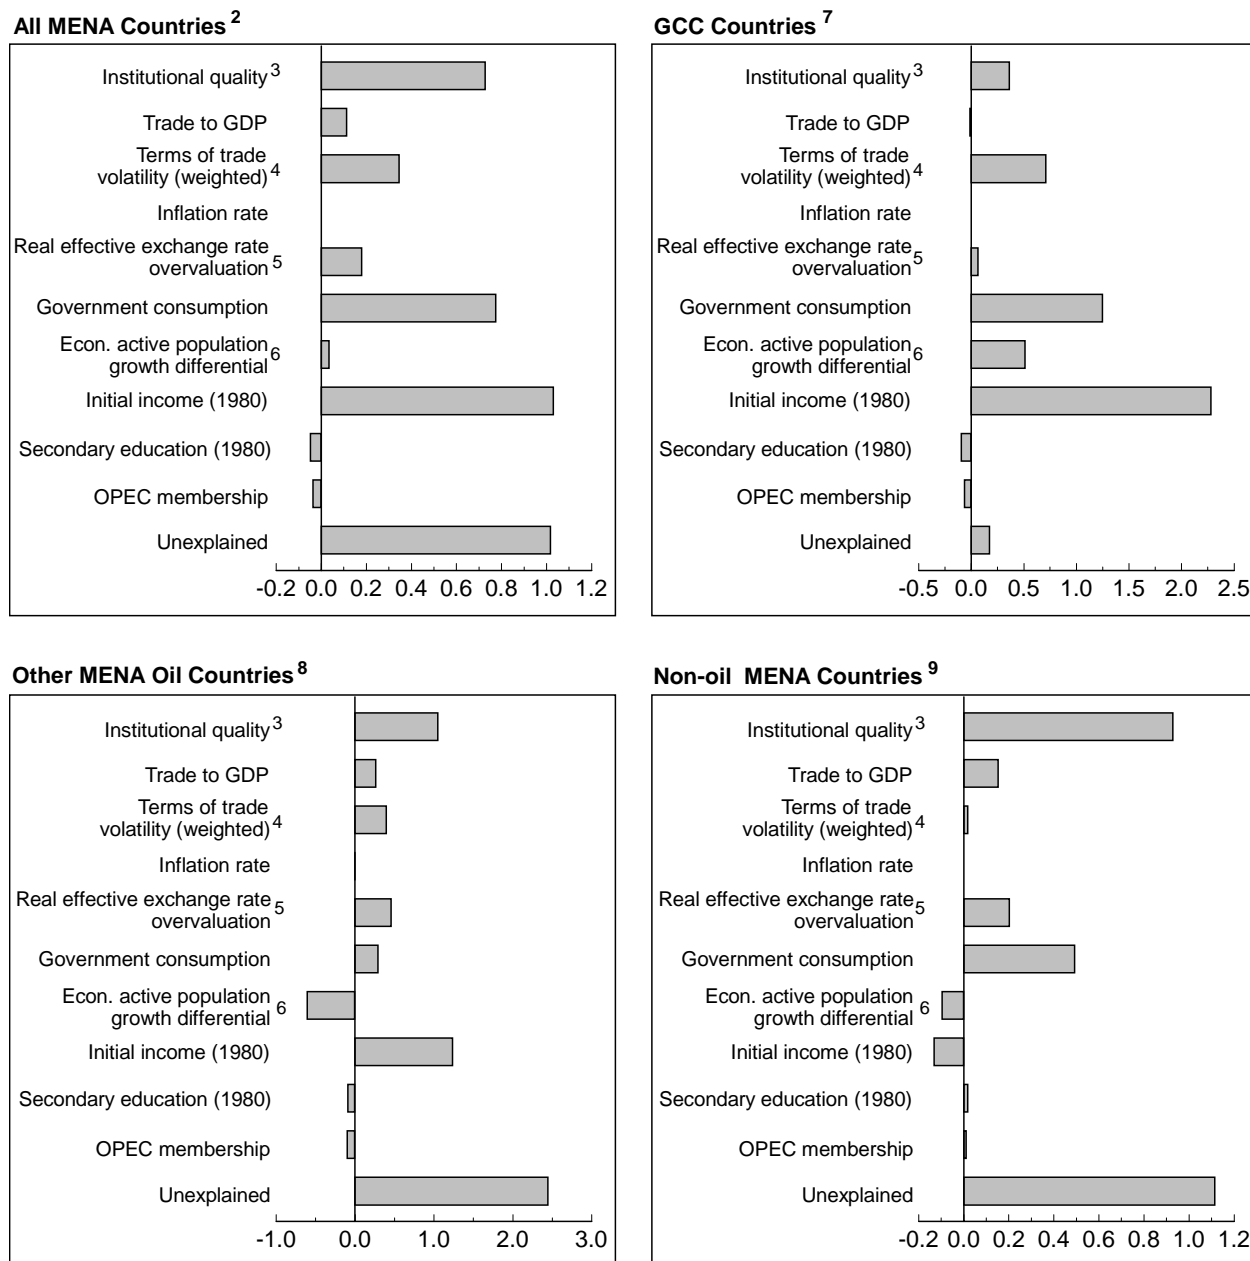 All MENA Countries 2
Institutional quality 3
Trade to GDP
Terms of trade
volatility (weighted) 4
Inflation rate
Real effective exchange rate
overvaluation 5
Government consumption
Econ. active population
growth differential 6
Initial income (1980)
Secondary education (1980)
OPEC membership
Unexplained
-0.2 0.0 0.2 0.4 0.6 0.8 1.0 1.2
GCC Countries 7
Institutional quality 3
Trade to GDP
Terms of trade
volatility (weighted) 4
Inflation rate
Real effective exchange rate
overvaluation 5
Government consumption
Econ. active population
growth differential 6
Initial income (1980)
Secondary education (1980)
OPEC membership
Unexplained
-0.5 0.0 0.5 1.0 1.5 2.0 2.5
Other MENA Oil Countries 8
Institutional quality 3
Trade to GDP
Terms of trade
volatility (weighted) 4
Inflation rate
Real effective exchange rate
overvaluation 5
Government consumption
Econ. active population
growth differential 6
Initial income (1980)
Secondary education (1980)
OPEC membership
Unexplained
-1.0 0.0 1.0 2.0 3.0
Non-oil MENA Countries 9
Institutional quality 3
Trade to GDP
Terms of trade
volatility (weighted) 4
Inflation rate
Real effective exchange rate
overvaluation 5
Government consumption
Econ. active population
growth differential 6
Initial income (1980)
Secondary education (1980)
OPEC membership
Unexplained
-0.2 0.0 0.2 0.4 0.6 0.8 1.0 1.2